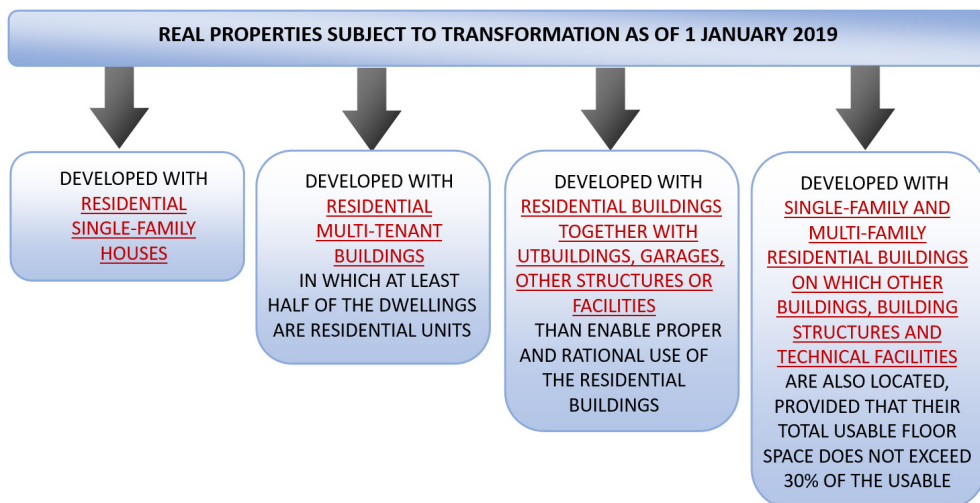 REAL PROPERTIES SUBJECT TO TRANSFORMATION AS OF 1 JANUARY 2019
DEVELOPED WITH
RESIDENTIAL
SINGLE-FAMILY
HOUSES
DEVELOPED WITH
RESIDENTIAL
MULTI-TENANT
BUILDINGS
IN WHICH AT LEAST
HALF OF THE DWELLINGS
ARE RESIDENTIAL UNITS
DEVELOPED WITH
RESIDENTIAL BUILDINGS
TOGETHER WITH
UTBUILDINGS, GARAGES,
OTHER STRUCTURES OR
FACILITIES
THAN ENABLE PROPER
AND RATIONAL USE OF
THE RESIDENTIAL
BUILDINGS
DEVELOPED WITH
SINGLE-FAMILY AND
MULTI-FAMILY
RESIDENTIAL BUILDINGS
ON WHICH OTHER
BUILDINGS, BUILDING
STRUCTURES AND
TECHNICAL FACILITIES
ARE ALSO LOCATED,
PROVIDED THAT THEIR
TOTAL USABLE FLOOR
SPACE DOES NOT EXCEED
30% OF THE USABLE